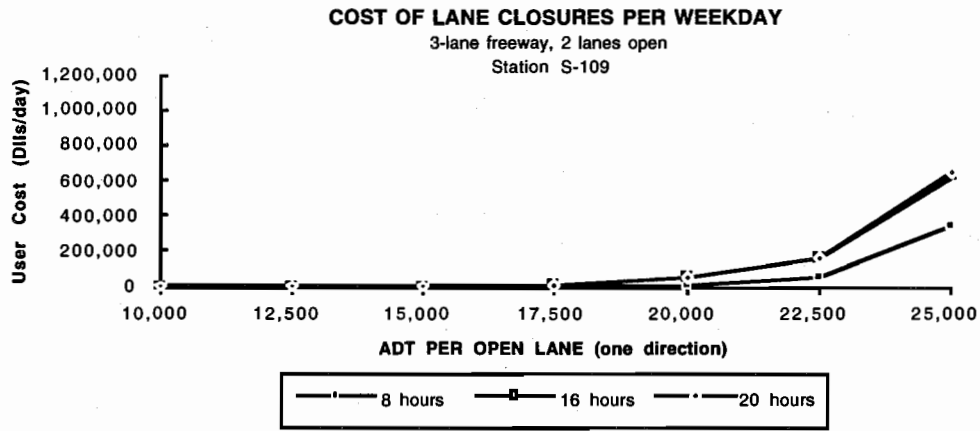 COST OF LANE CLOSURES PER WEEKDAY
3-lane freeway, 2 lanes open
Station S-109
User Cost (Dlls/day)
1,200,000
1,000,000
800,000
600,000
400,000
200,000
0
10,000 12,500 15,000 17,500 20,000 22,500 25,000
ADT PER OPEN LANE (one direction)
8 hours 16 hours 20 hours